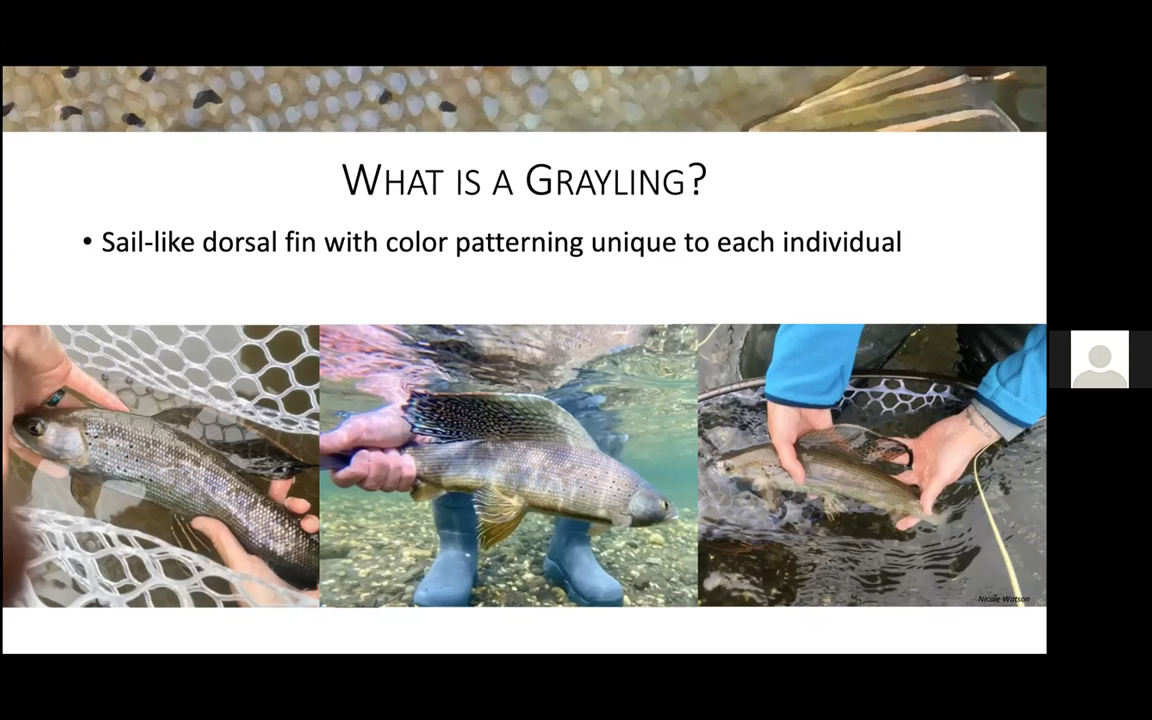 What is a Grayling?
• Sail-like dorsal fin with color patterning unique to each individual
Nicole Watson